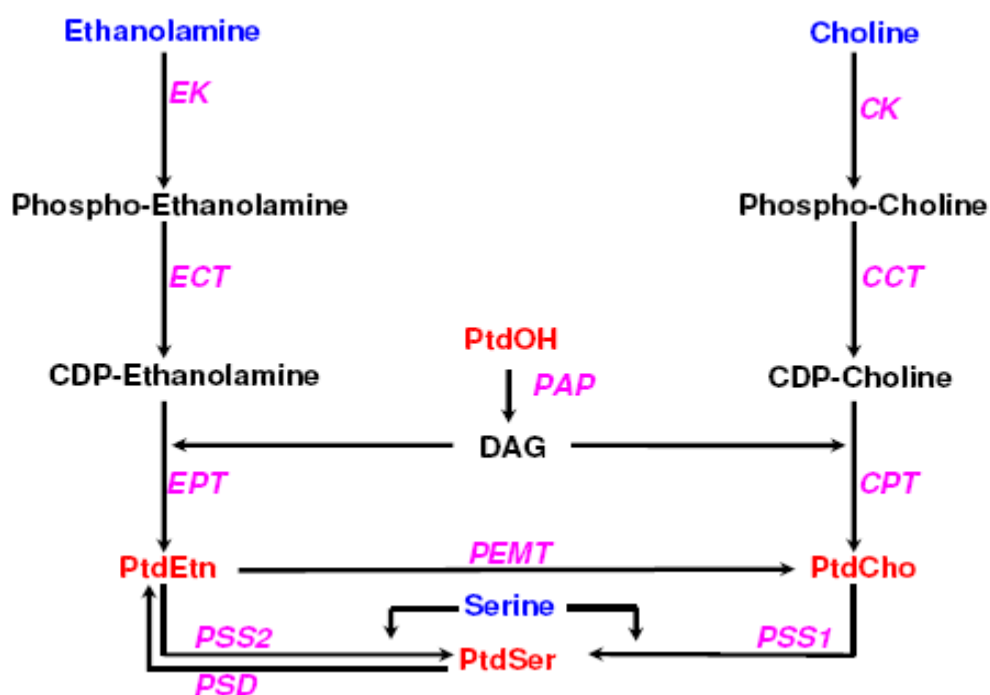 Ethanolamine
Choline
EK
CK
Phospho-Ethanolamine
Phospho-Choline
ECT
CCT
PtdOH
CDP-Ethanolamine
PAP
CDP-Choline
DAG
EPT
CPT
PtdEtn
PEMT
PtdCho
Serine
PSS2
PtdSer
PSS1
PSD